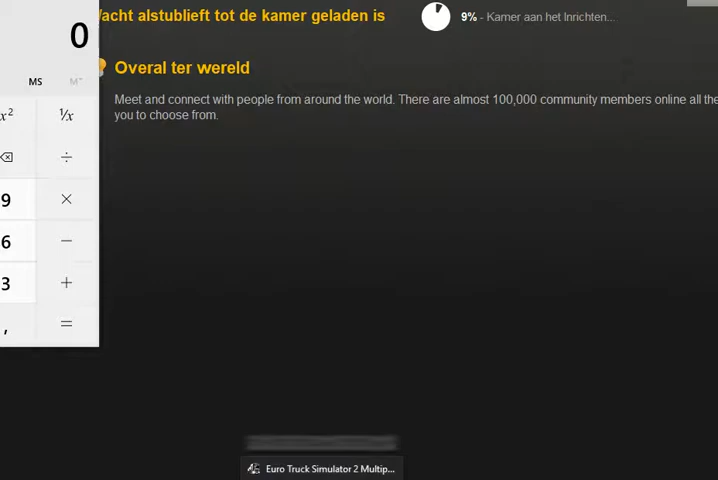 Wacht alstublieft tot de kamer geladen is
9% - Kamer aan het Inrichten...
Overal ter wereld
Meet and connect with people from around the world. There are almost 100,000 community members online all the
you to choose from.
0
MS M˅
x² ¹/x
÷
9 ×
6 −
3 +
, =
Euro Truck Simulator 2 Multip...